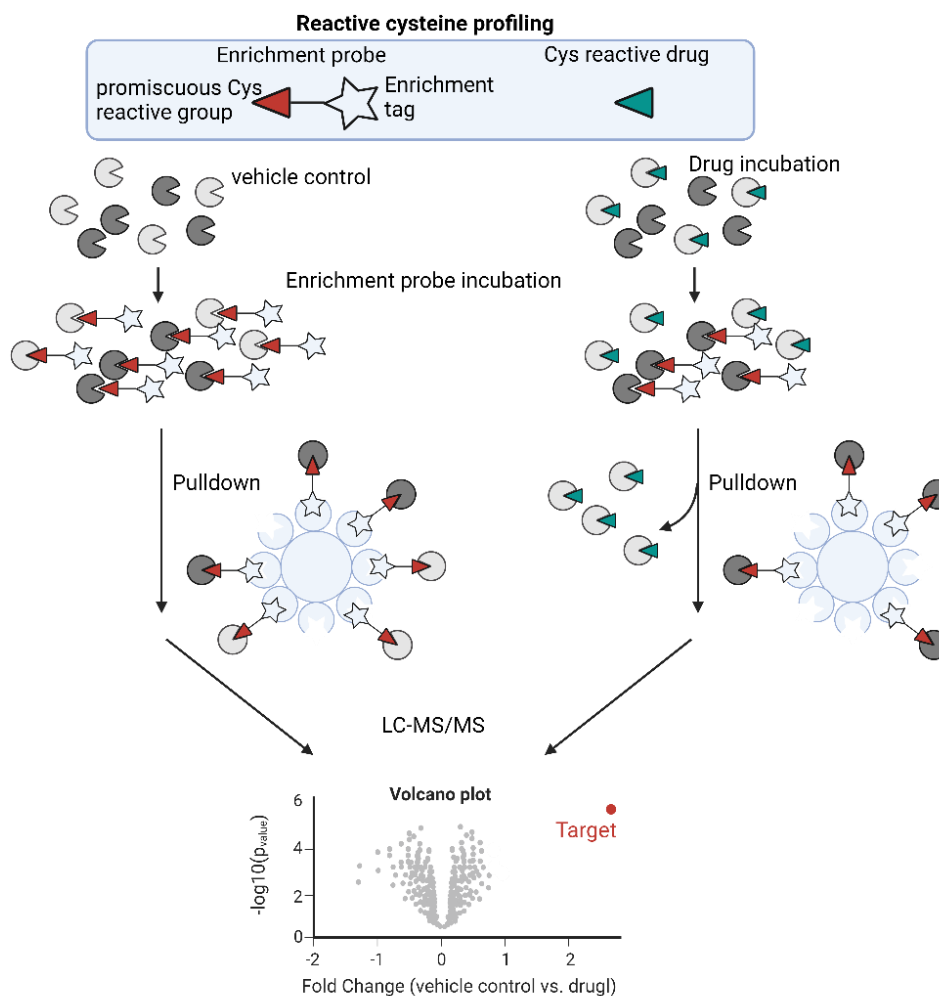 Reactive cysteine profiling
Enrichment probe
Cys reactive drug
promiscuous Cys
reactive group
Enrichment
tag
vehicle control
Drug incubation
Enrichment probe incubation
Pulldown
Pulldown
LC-MS/MS
Volcano plot
6
4
2
0
-log10(pvalue)
Target
-2
-1
0
1
2
Fold Change (vehicle control vs. drugl)